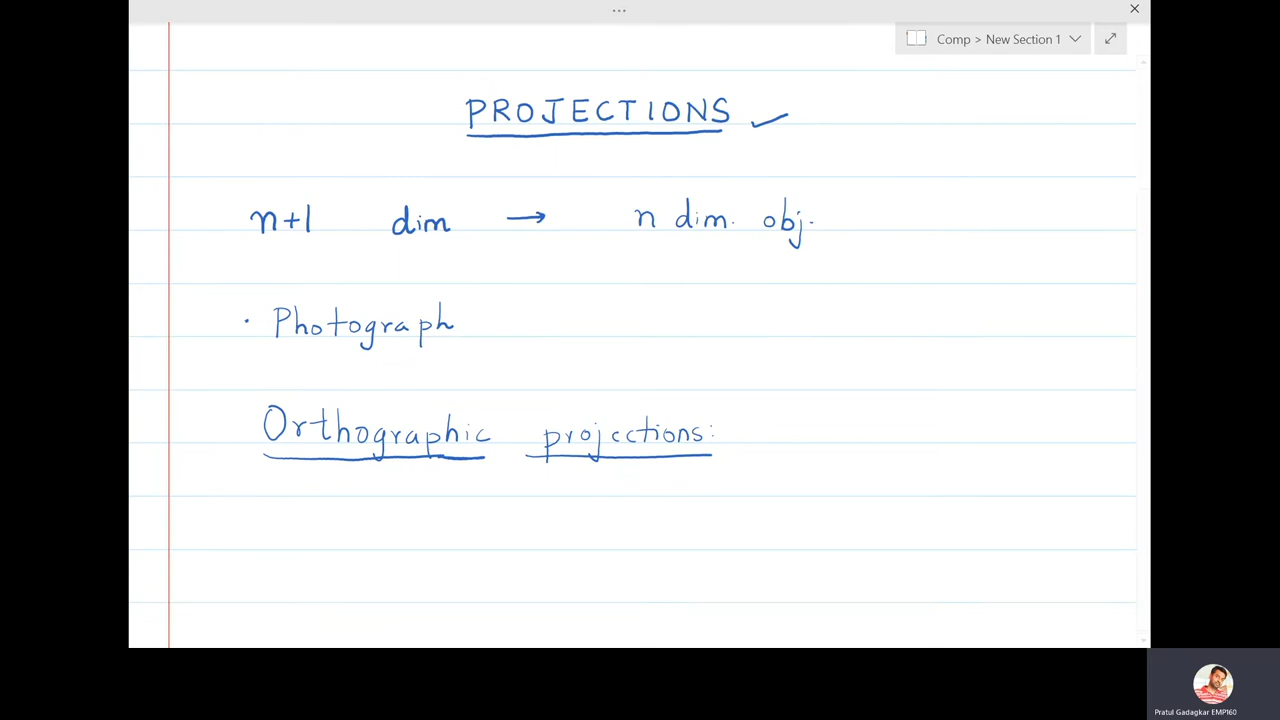 Comp > New Section 1
PROJECTIONS
n+1 dim → n dim. obj.
· Photograph
Orthographic projections:
Pratul Gadagkar EMP160